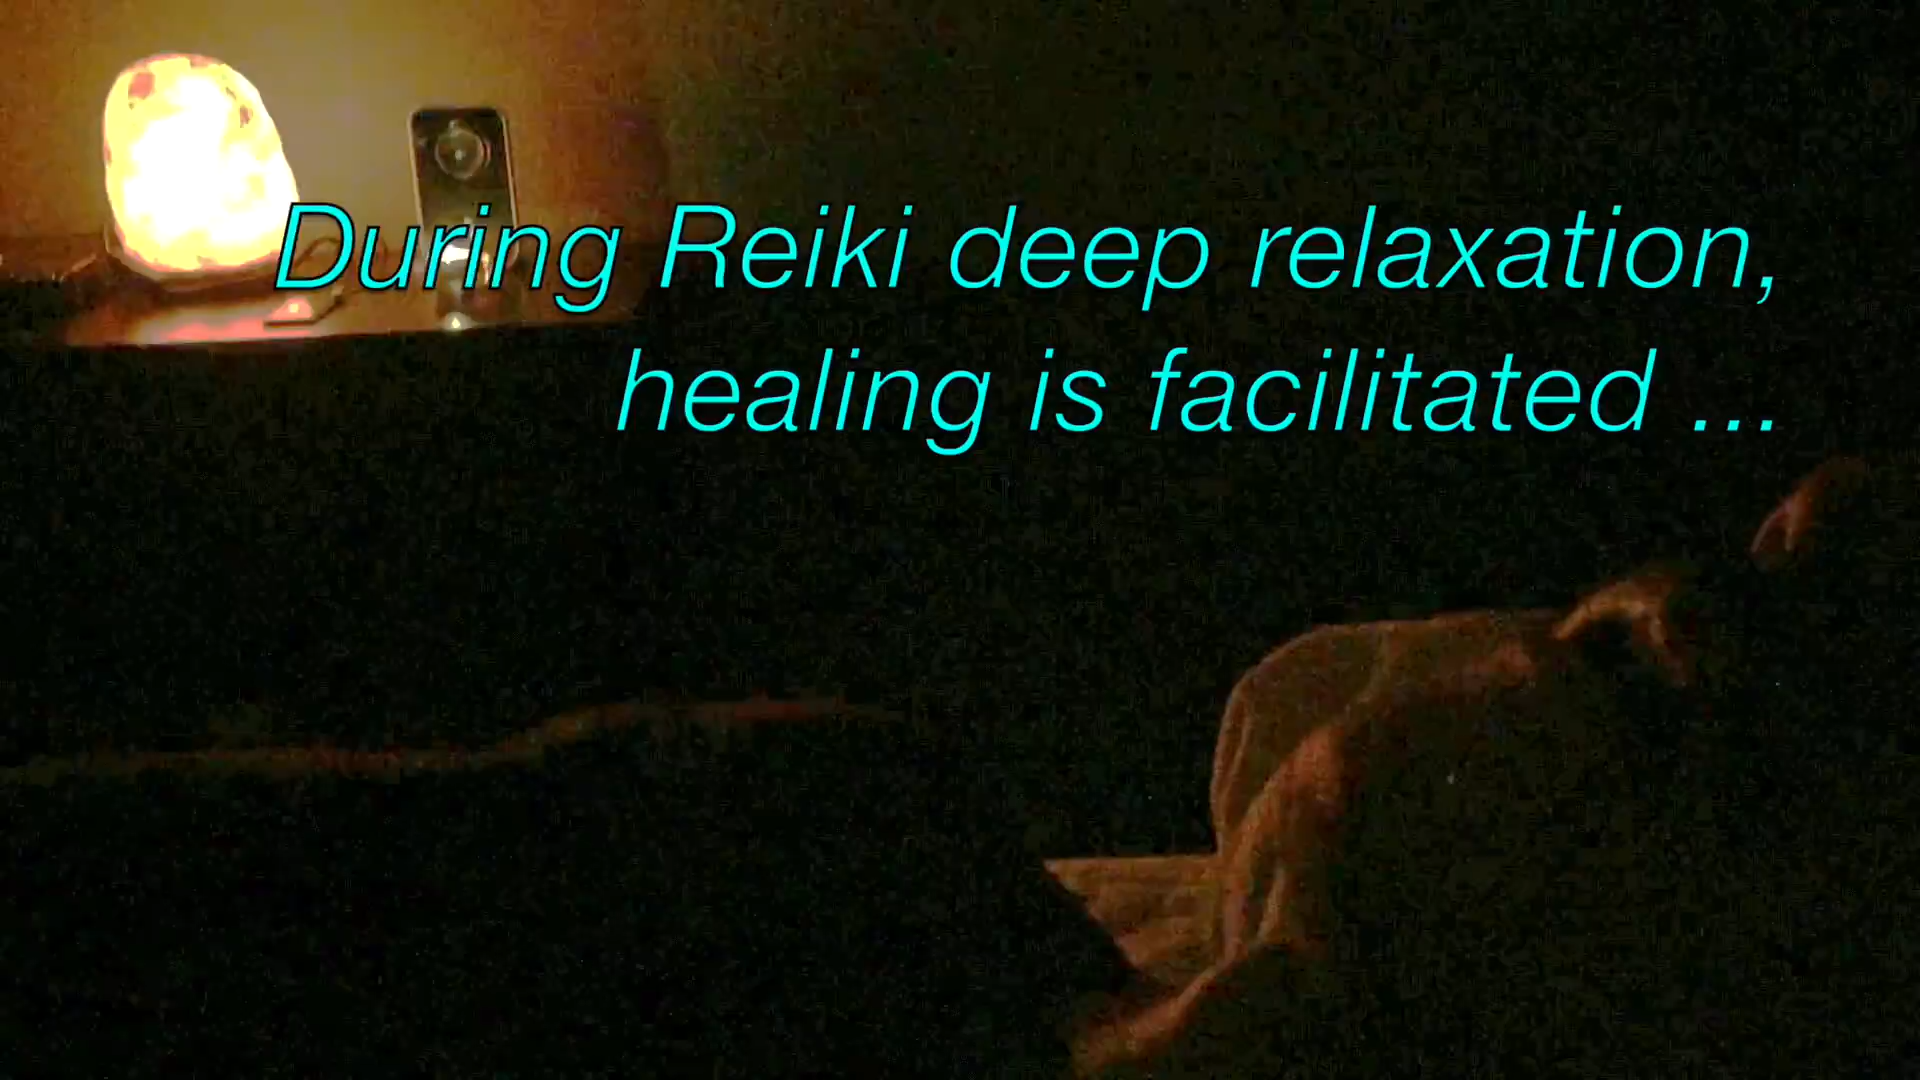 During Reiki deep relaxation,
healing is facilitated ...